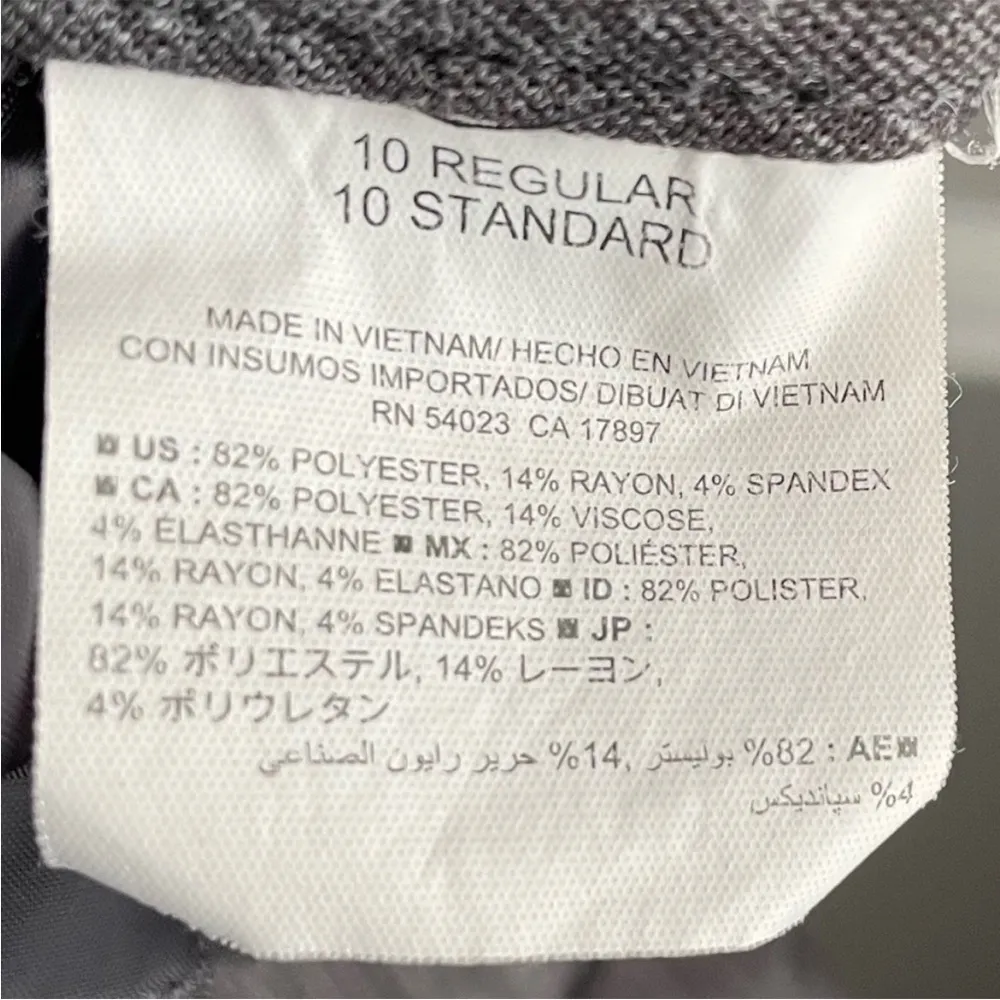 10 REGULAR
10 STANDARD
MADE IN VIETNAM/ HECHO EN VIETNAM
CON INSUMOS IMPORTADOS/ DIBUAT DI VIETNAM
RN 54023 CA 17897
US : 82% POLYESTER, 14% RAYON, 4% SPANDEX
CA : 82% POLYESTER, 14% VISCOSE,
4% ÉLASTHANNE MX : 82% POLIÉSTER,
14% RAYON, 4% ELASTANO ID : 82% POLISTER,
14% RAYON, 4% SPANDEKS JP :
82% ポリエステル, 14% レーヨン,
4% ポリウレタン
AE : 82% بوليستر ,14% حرير رايون الصناعي
4% سپانديكس